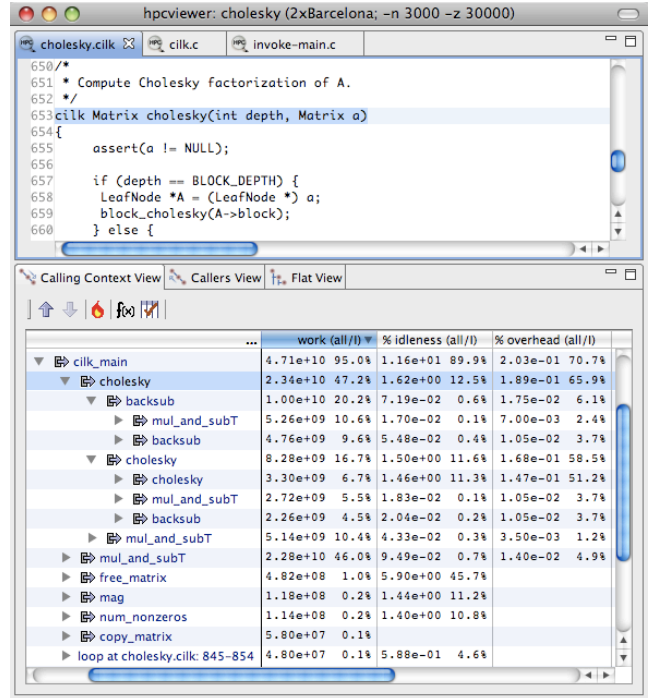 hpcviewer: cholesky (2xBarcelona; -n 3000 -z 30000)
cholesky.cilk cilk.c invoke-main.c
650/*
651 * Compute Cholesky factorization of A.
652 */
653cilk Matrix cholesky(int depth, Matrix a)
654{
655 assert(a != NULL);
656
657 if (depth == BLOCK_DEPTH) {
658 LeafNode *A = (LeafNode *) a;
659 block_cholesky(A->block);
660 } else {
Calling Context View Callers View Flat View
f(x)
... work (all/I) % idleness (all/I) % overhead (all/I)
cilk_main 4.71e+10 95.0% 1.16e+01 89.9% 2.03e-01 70.7%
cholesky 2.34e+10 47.2% 1.62e+00 12.5% 1.89e-01 65.9%
backsub 1.00e+10 20.2% 7.19e-02 0.6% 1.75e-02 6.1%
mul_and_subT 5.26e+09 10.6% 1.70e-02 0.1% 7.00e-03 2.4%
backsub 4.76e+09 9.6% 5.48e-02 0.4% 1.05e-02 3.7%
cholesky 8.28e+09 16.7% 1.50e+00 11.6% 1.68e-01 58.5%
cholesky 3.30e+09 6.7% 1.46e+00 11.3% 1.47e-01 51.2%
mul_and_subT 2.72e+09 5.5% 1.83e-02 0.1% 1.05e-02 3.7%
backsub 2.26e+09 4.5% 2.04e-02 0.2% 1.05e-02 3.7%
mul_and_subT 5.14e+09 10.4% 4.33e-02 0.3% 3.50e-03 1.2%
mul_and_subT 2.28e+10 46.0% 9.49e-02 0.7% 1.40e-02 4.9%
free_matrix 4.82e+08 1.0% 5.90e+00 45.7%
mag 1.18e+08 0.2% 1.44e+00 11.2%
num_nonzeros 1.14e+08 0.2% 1.40e+00 10.8%
copy_matrix 5.80e+07 0.1%
loop at cholesky.cilk: 845-854 4.80e+07 0.1% 5.88e-01 4.6%